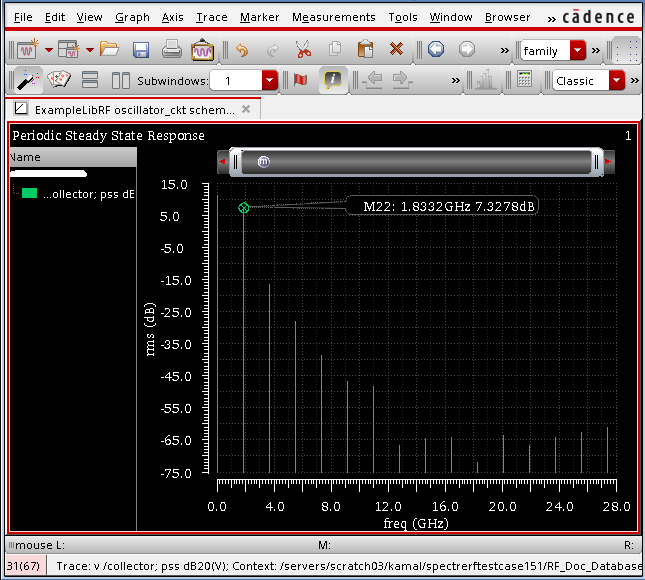 File Edit View Graph Axis Trace Marker Measurements Tools Window Browser » cādence
» family »
Subwindows: 1 » Classic »
ExampleLibRF oscillator_ckt schem...
Periodic Steady State Response 1
Name
...ollector; pss dB
M22: 1.8332GHz 7.3278dB
15.0
5.0
-5.0
-15.0
-25.0
-35.0
-45.0
-55.0
-65.0
-75.0
rms (dB)
0.0 4.0 8.0 12.0 16.0 20.0 24.0 28.0
freq (GHz)
mouse L: M: R:
31(67) Trace: v /collector; pss dB20(V); Context: /servers/scratch03/kamal/spectrerftestcase151/RF_Doc_Database